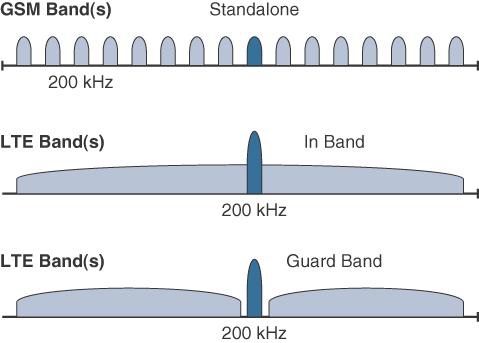 GSM Band(s) Standalone
200 kHz
LTE Band(s) In Band
200 kHz
LTE Band(s) Guard Band
200 kHz